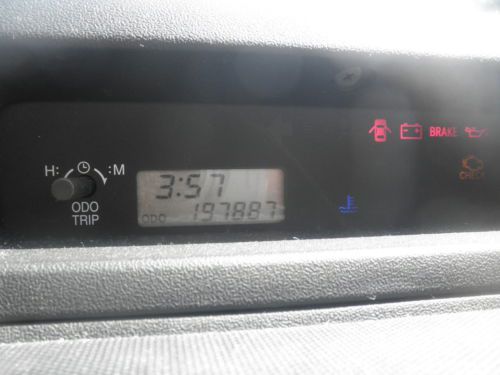 H: :M
ODO
TRIP
3:57
ODO 197887
BRAKE
CHECK